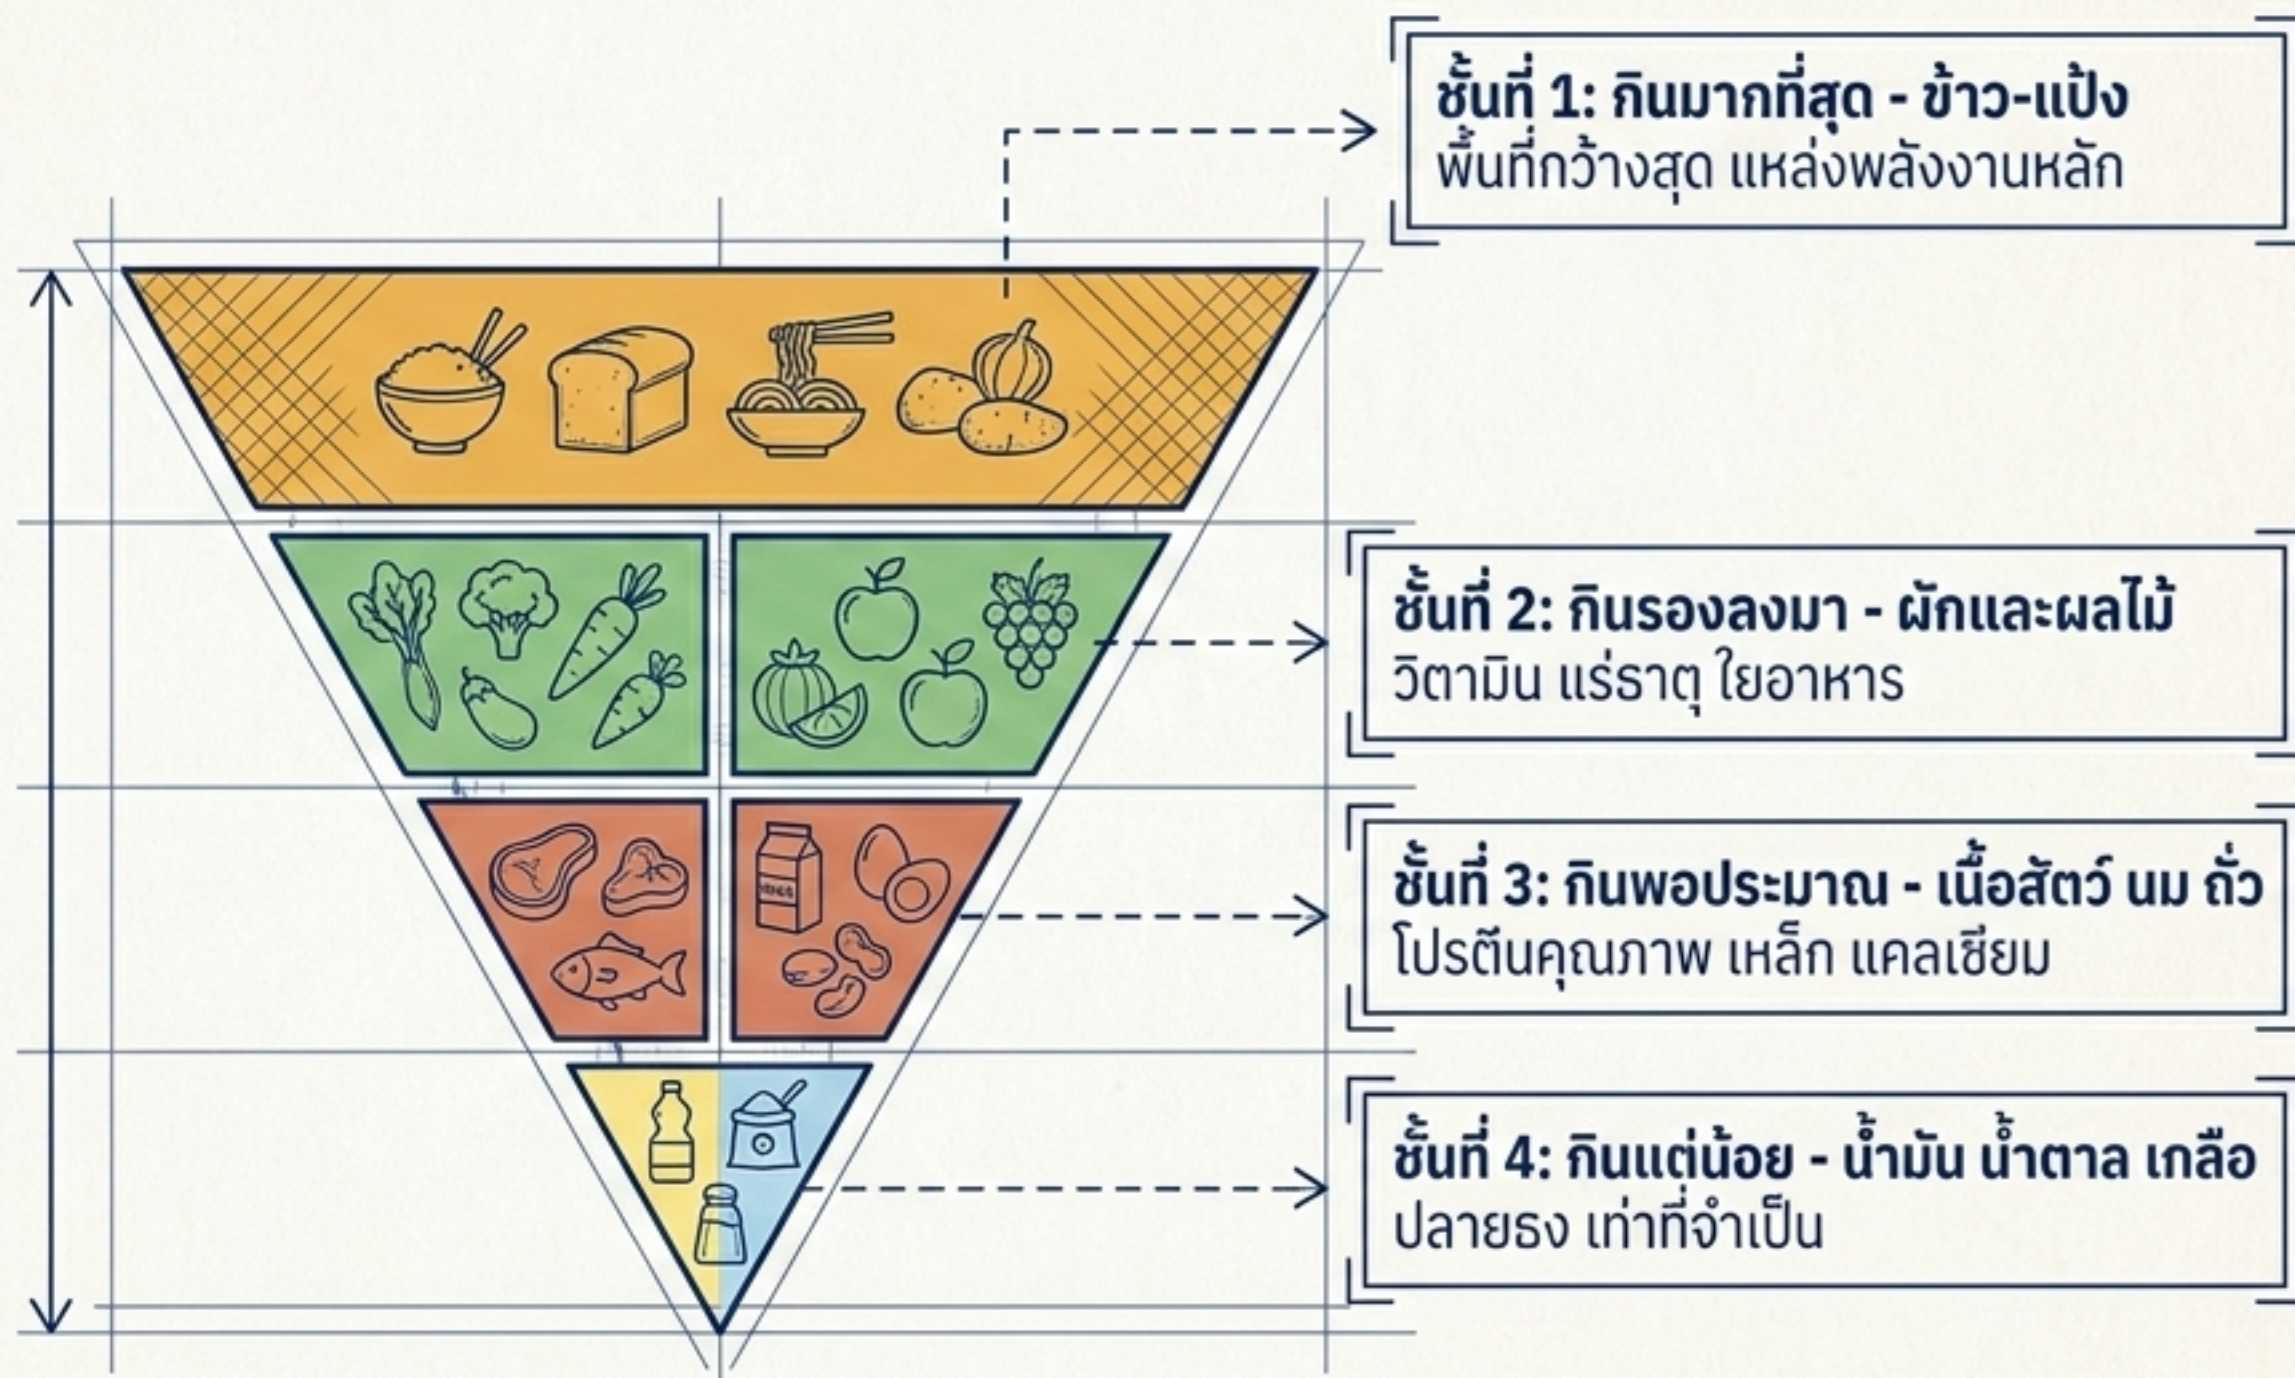 ชั้นที่ 1: กินมากที่สุด - ข้าว-แป้ง
พื้นที่กว้างสุด แหล่งพลังงานหลัก
ชั้นที่ 2: กินรองลงมา - ผักและผลไม้
วิตามิน แร่ธาตุ ใยอาหาร
ชั้นที่ 3: กินพอประมาณ - เนื้อสัตว์ นม ถั่ว
โปรตีนคุณภาพ เหล็ก แคลเซียม
ชั้นที่ 4: กินแต่น้อย - น้ำมัน น้ำตาล เกลือ
ปลายธง เท่าที่จำเป็น